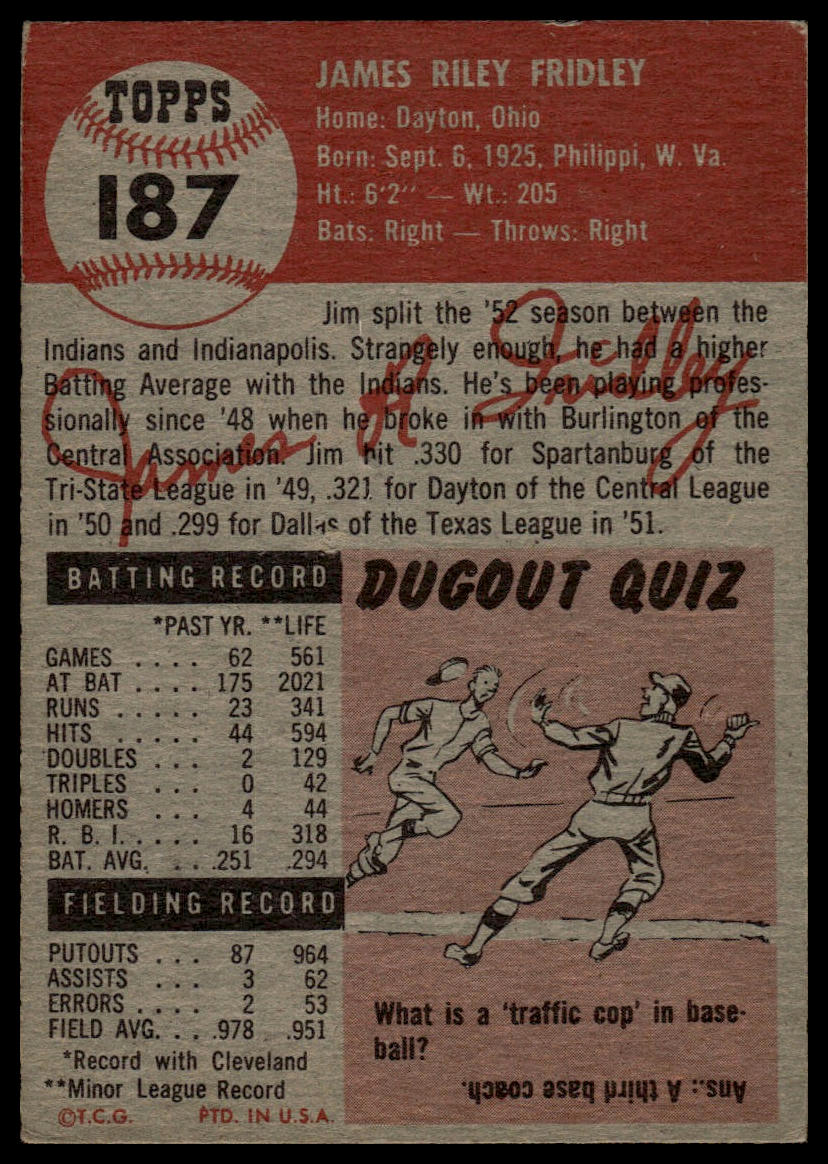 TOPPS
187
JAMES RILEY FRIDLEY
Home: Dayton, Ohio
Born: Sept. 6, 1925, Philippi, W. Va.
Ht.: 6'2" — Wt.: 205
Bats: Right — Throws: Right
Jim split the '52 season between the
Indians and Indianapolis. Strangely enough, he had a higher
Batting Average with the Indians. He's been playing profes-
sionally since '48 when he broke in with Burlington of the
Central Association. Jim hit .330 for Spartanburg of the
Tri-State League in '49, .321 for Dayton of the Central League
in '50 and .299 for Dallas of the Texas League in '51.
James R Fridley
BATTING RECORD
*PAST YR. **LIFE
GAMES . . . . 62 561
AT BAT . . . . 175 2021
RUNS . . . . . 23 341
HITS . . . . . 44 594
DOUBLES . . . 2 129
TRIPLES . . . 0 42
HOMERS . . . 4 44
R. B. I. . . . . 16 318
BAT. AVG. . . . .251 .294
FIELDING RECORD
PUTOUTS . . . 87 964
ASSISTS . . . 3 62
ERRORS . . . . 2 53
FIELD AVG. . . .978 .951
*Record with Cleveland
**Minor League Record
©T.C.G. PTD. IN U.S.A.
DUGOUT QUIZ
What is a 'traffic cop' in base-
ball?
Ans.: A third base coach.